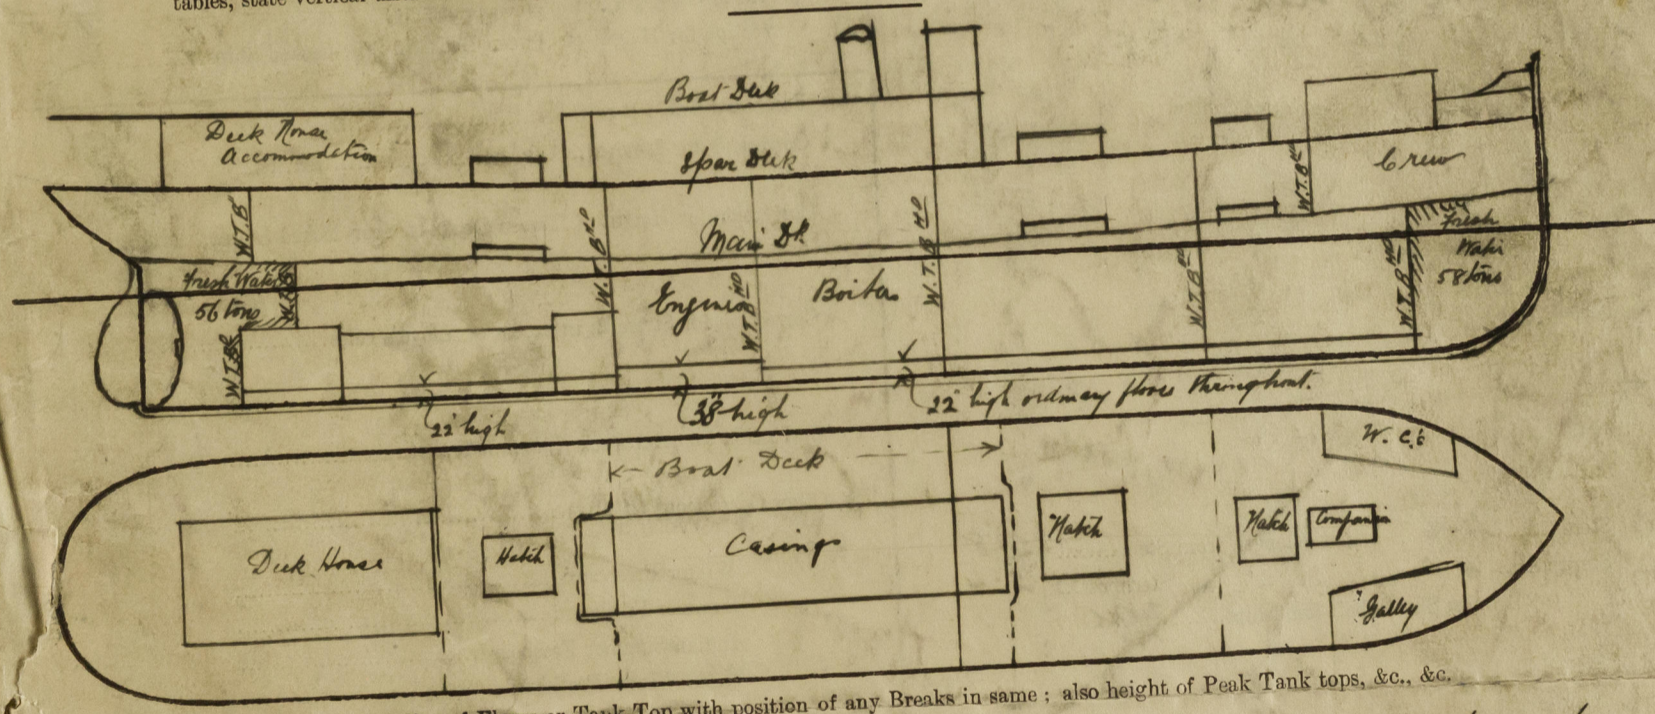 tables, state vertical
Boat Deck
Deck House
Accommodation
Spar Deck
Crew
W.T.B
W.T.BHD
W.T.BHD
W.T.BHD
Main Dk
Fresh Water
56 tons
W.T.B
Engines
W.T.BHD
Boilers
W.T.BHD
W.T.BHD
Fresh
Water
58 tons
W.T.B
22" high
38" high
22" high ordinary floors throughout.
Boat Deck
W.C.s
Deck House
Hatch
Casings
Hatch
Hatch
Companion
Galley
Tank Top with position of any Breaks in same ; also height of Peak Tank tops, &c., &c.